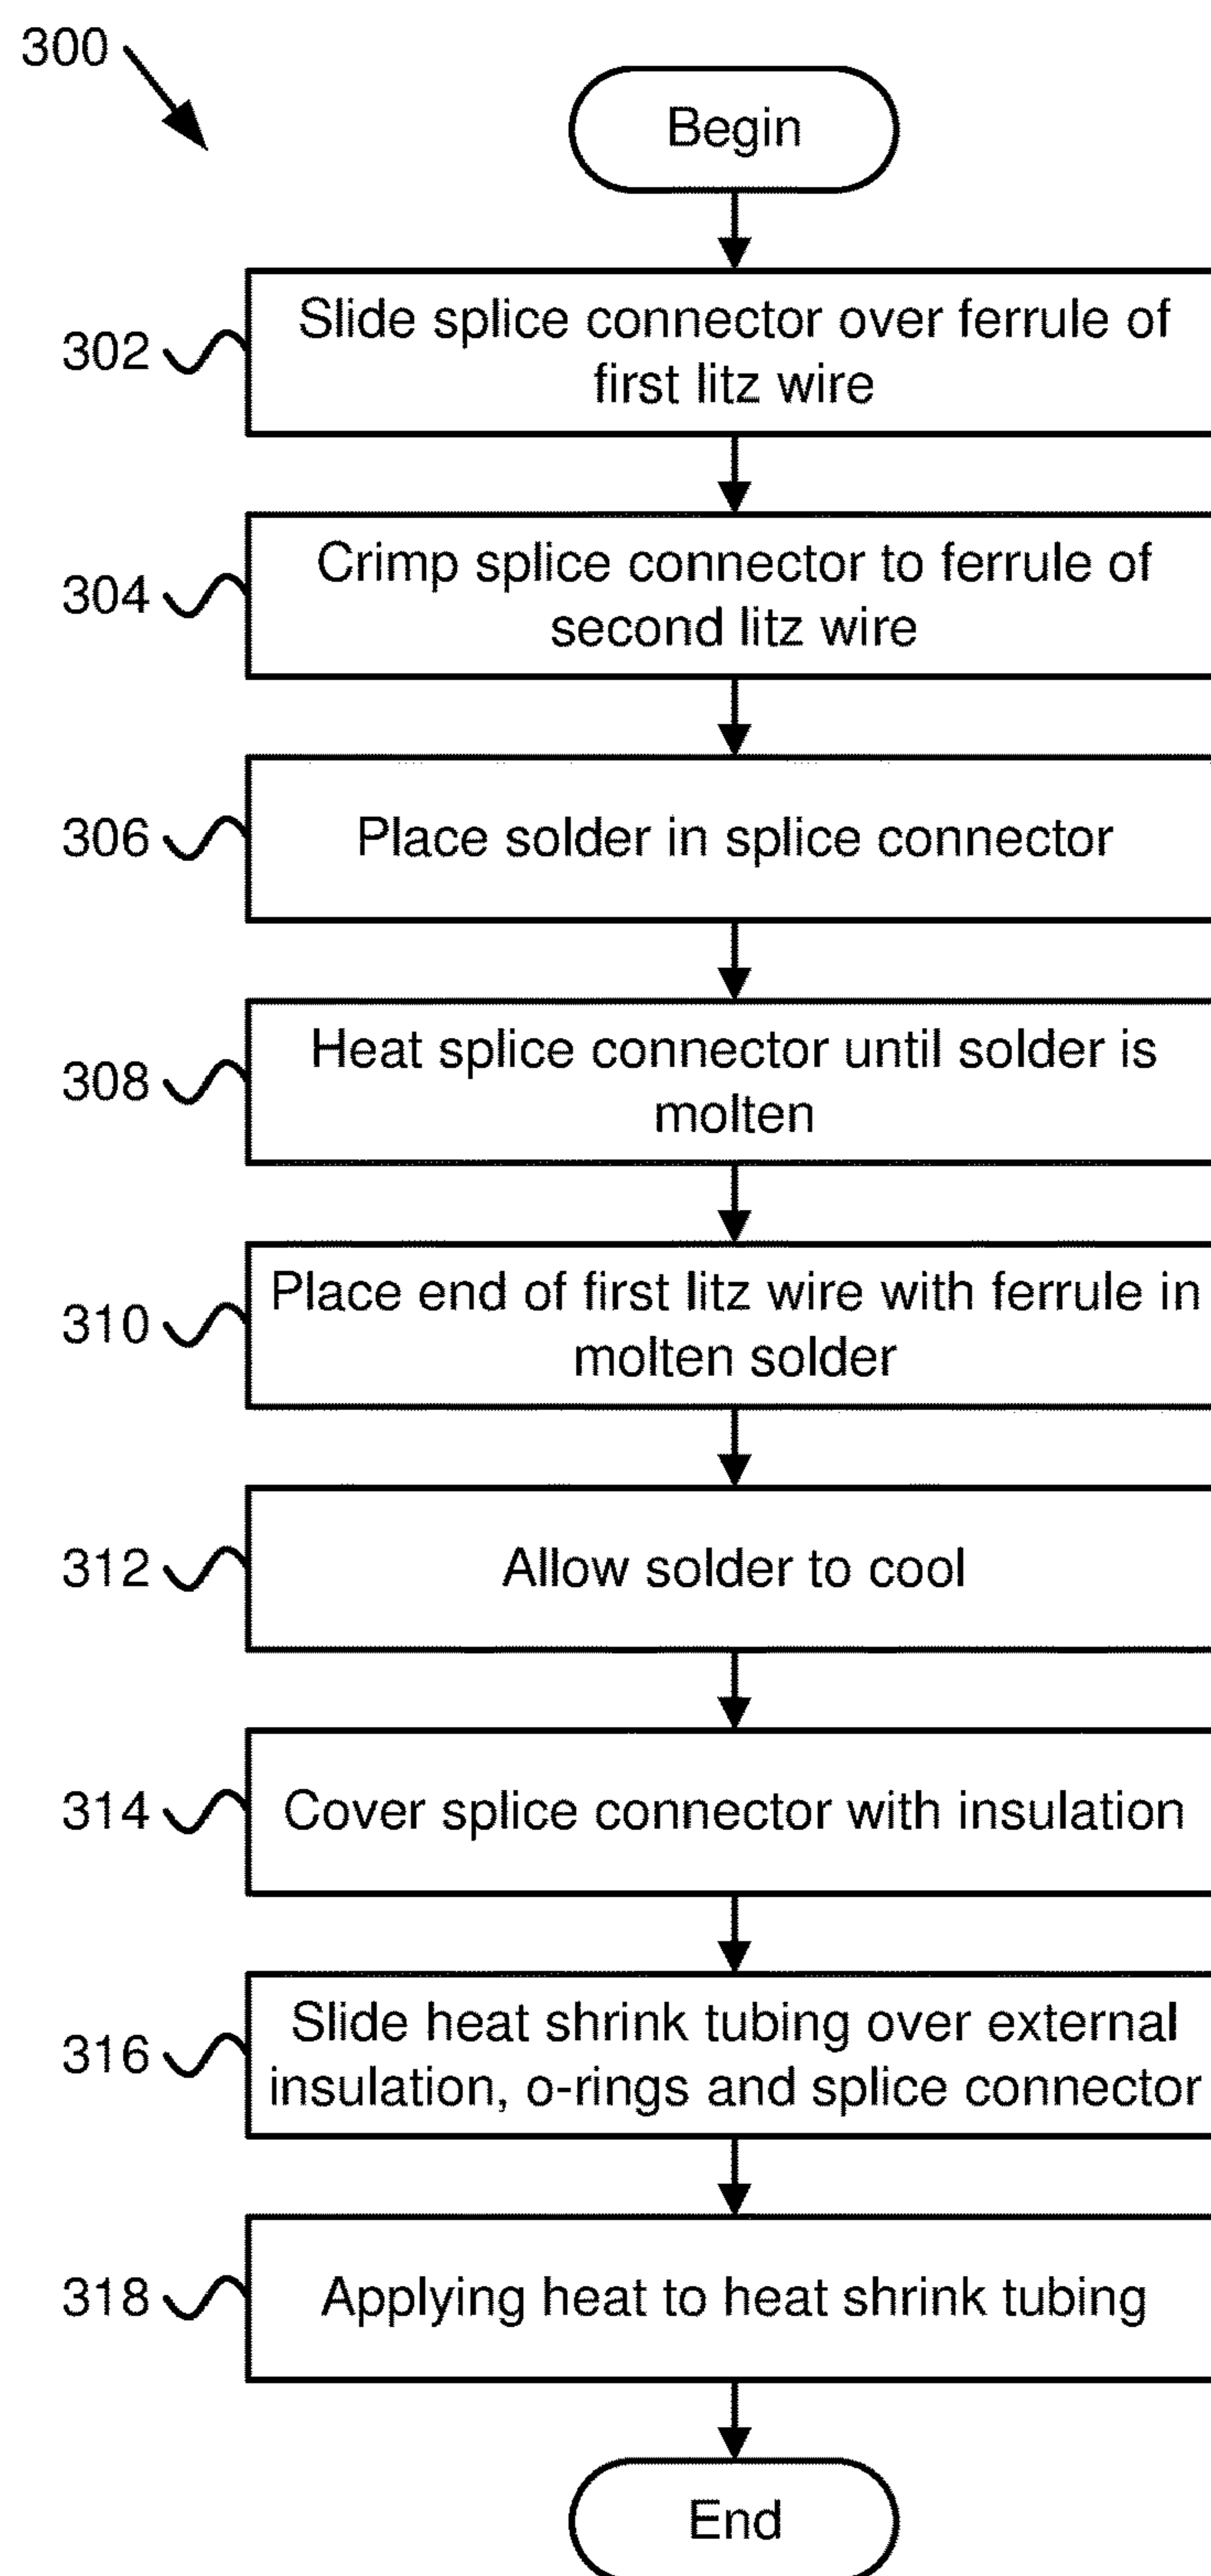 300
Begin
302
Slide splice connector over ferrule of
first litz wire
304
Crimp splice connector to ferrule of
second litz wire
306
Place solder in splice connector
308
Heat splice connector until solder is
molten
310
Place end of first litz wire with ferrule in
molten solder
312
Allow solder to cool
314
Cover splice connector with insulation
316
Slide heat shrink tubing over external
insulation, o-rings and splice connector
318
Applying heat to heat shrink tubing
End